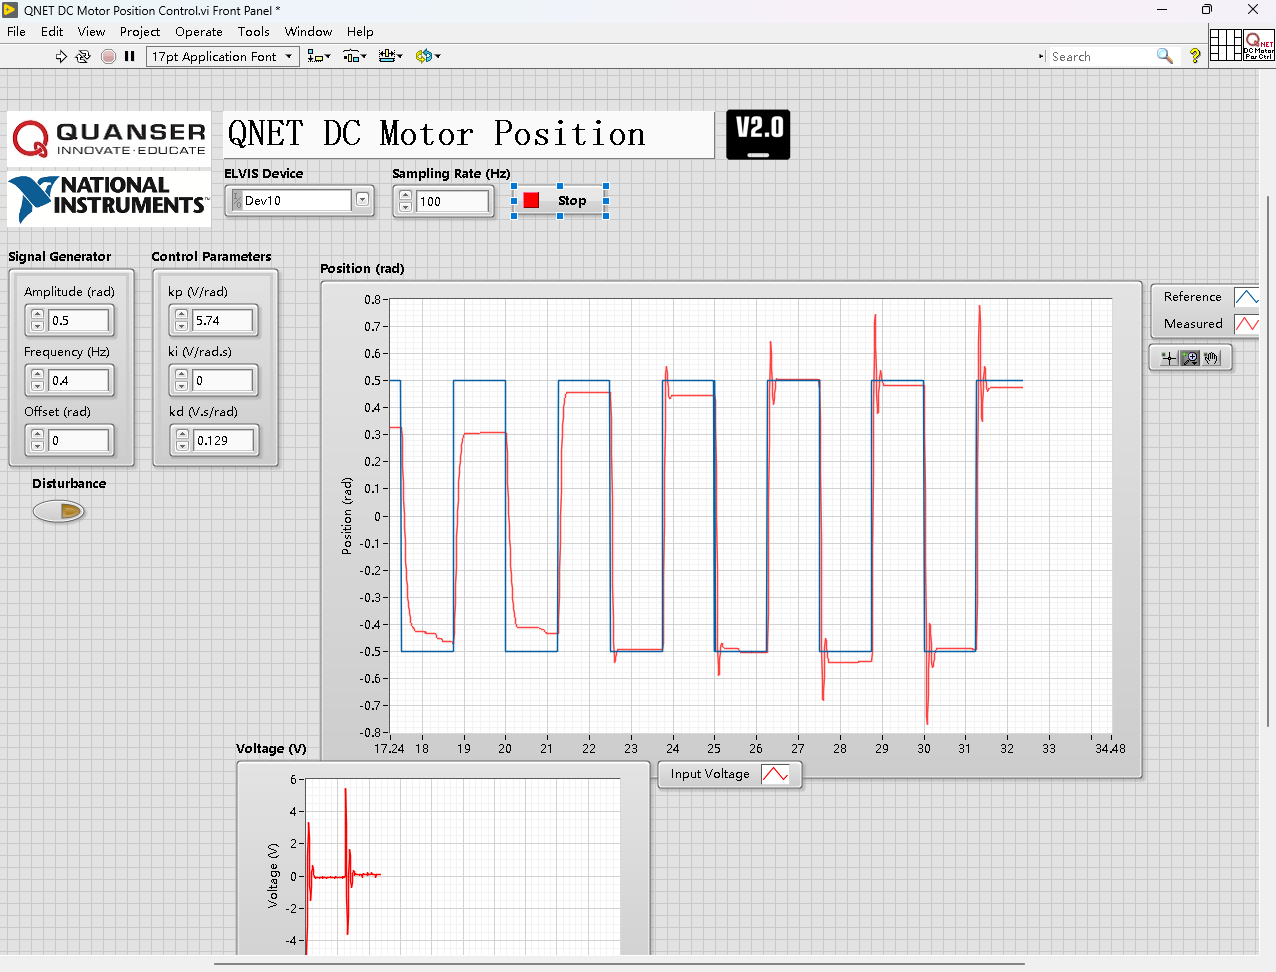 QNET DC Motor Position Control.vi Front Panel *
File Edit View Project Operate Tools Window Help
17pt Application Font
Search
?
QNET
DC Motor
Pos Ctrl
QUANSER
INNOVATE·EDUCATE
QNET DC Motor Position
V2.0
NATIONAL
INSTRUMENTS™
ELVIS Device
Dev10
Sampling Rate (Hz)
100
Stop
Signal Generator
Amplitude (rad)
0.5
Frequency (Hz)
0.4
Offset (rad)
0
Control Parameters
kp (V/rad)
5.74
ki (V/rad.s)
0
kd (V.s/rad)
0.129
Disturbance
Position (rad)
Position (rad)
0.8
0.7
0.6
0.5
0.4
0.3
0.2
0.1
0
-0.1
-0.2
-0.3
-0.4
-0.5
-0.6
-0.7
-0.8
17.24 18 19 20 21 22 23 24 25 26 27 28 29 30 31 32 33 34.48
Reference
Measured
Voltage (V)
Input Voltage
Voltage (V)
6
4
2
0
-2
-4